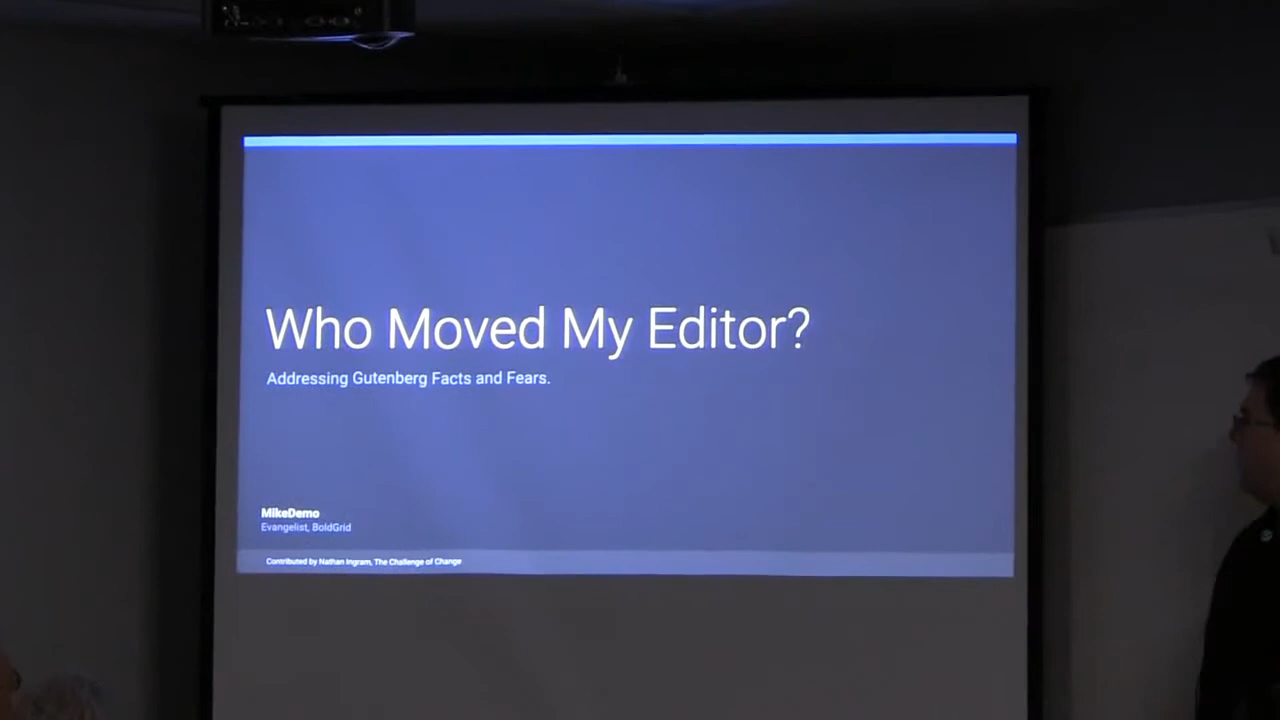 Who Moved My Editor?
Addressing Gutenberg Facts and Fears.
MikeDemo
Evangelist, BoldGrid
Contributed by Nathan Ingram, The Challenge of Change